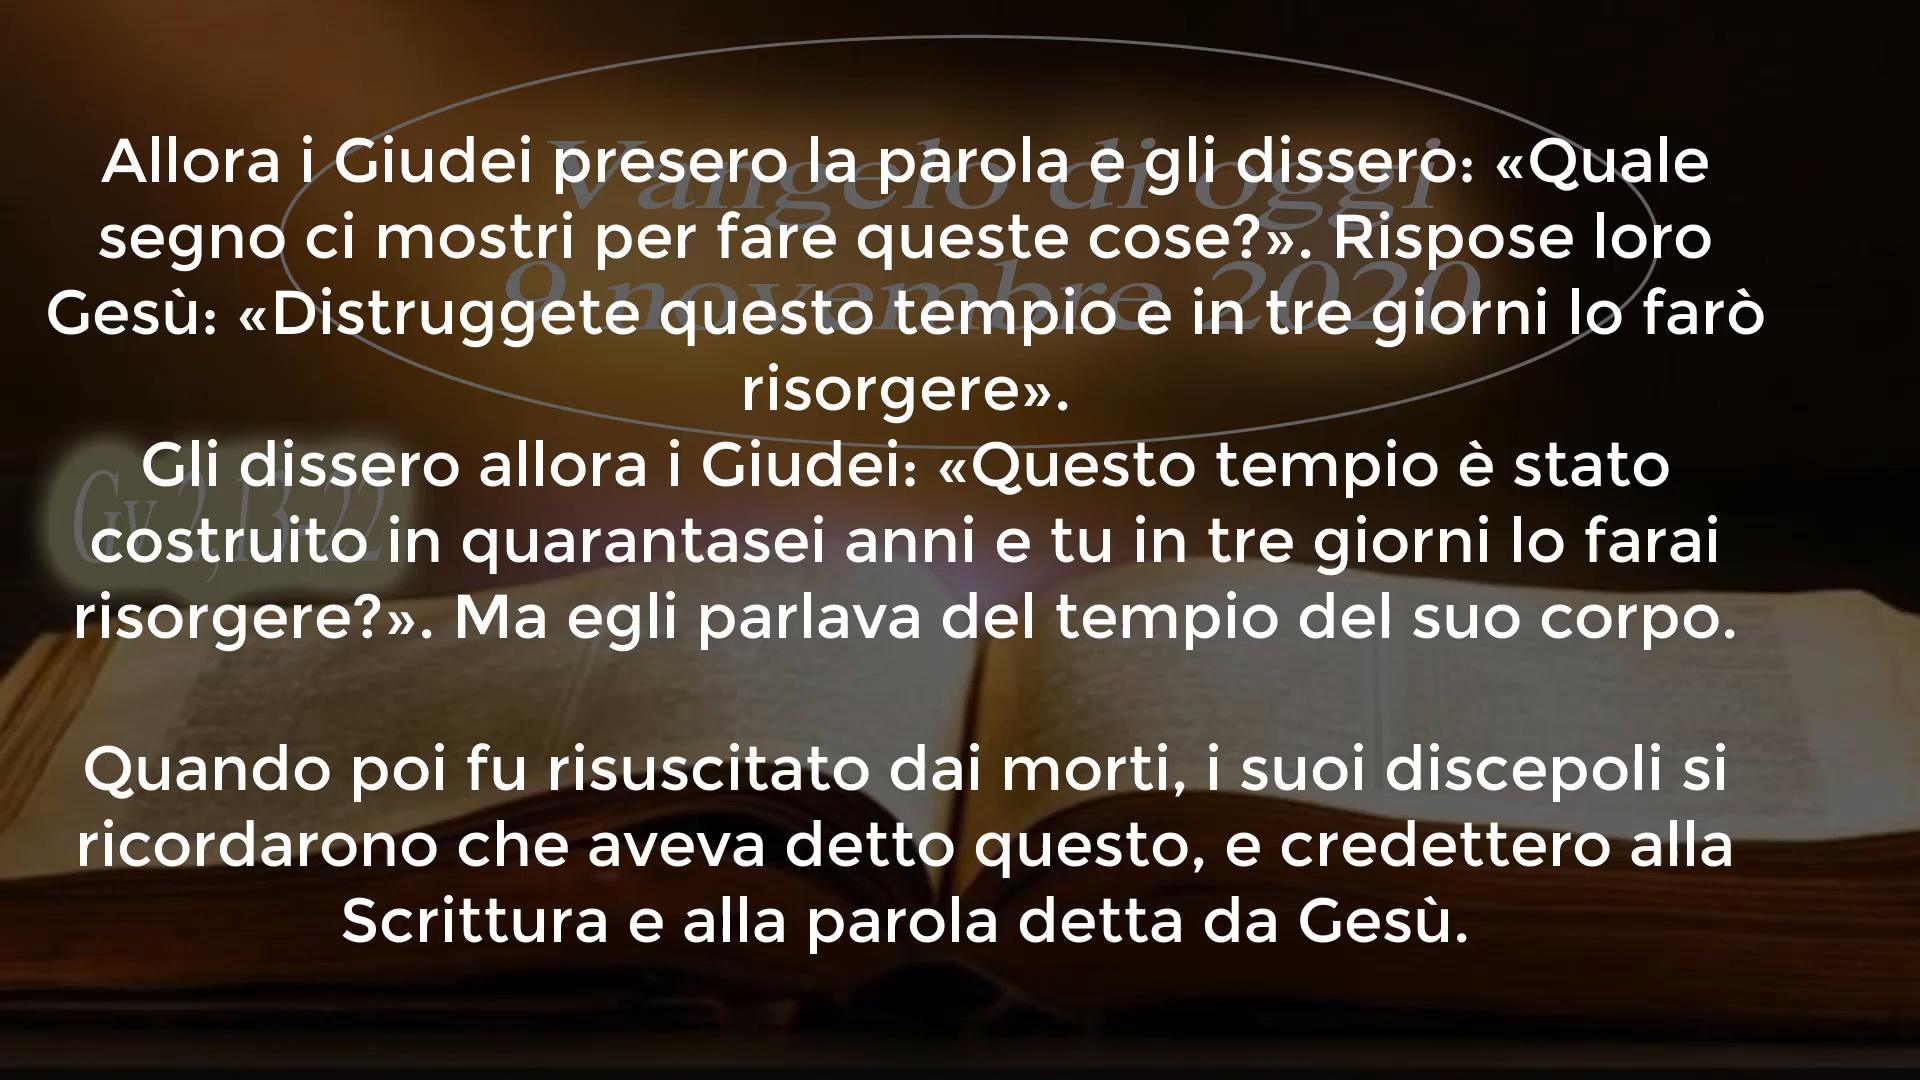 Vangelo di oggi
9 novembre 2020
Gv 2,13-22
Allora i Giudei presero la parola e gli dissero: «Quale
segno ci mostri per fare queste cose?». Rispose loro
Gesù: «Distruggete questo tempio e in tre giorni lo farò
risorgere».
Gli dissero allora i Giudei: «Questo tempio è stato
costruito in quarantasei anni e tu in tre giorni lo farai
risorgere?». Ma egli parlava del tempio del suo corpo.
Quando poi fu risuscitato dai morti, i suoi discepoli si
ricordarono che aveva detto questo, e credettero alla
Scrittura e alla parola detta da Gesù.